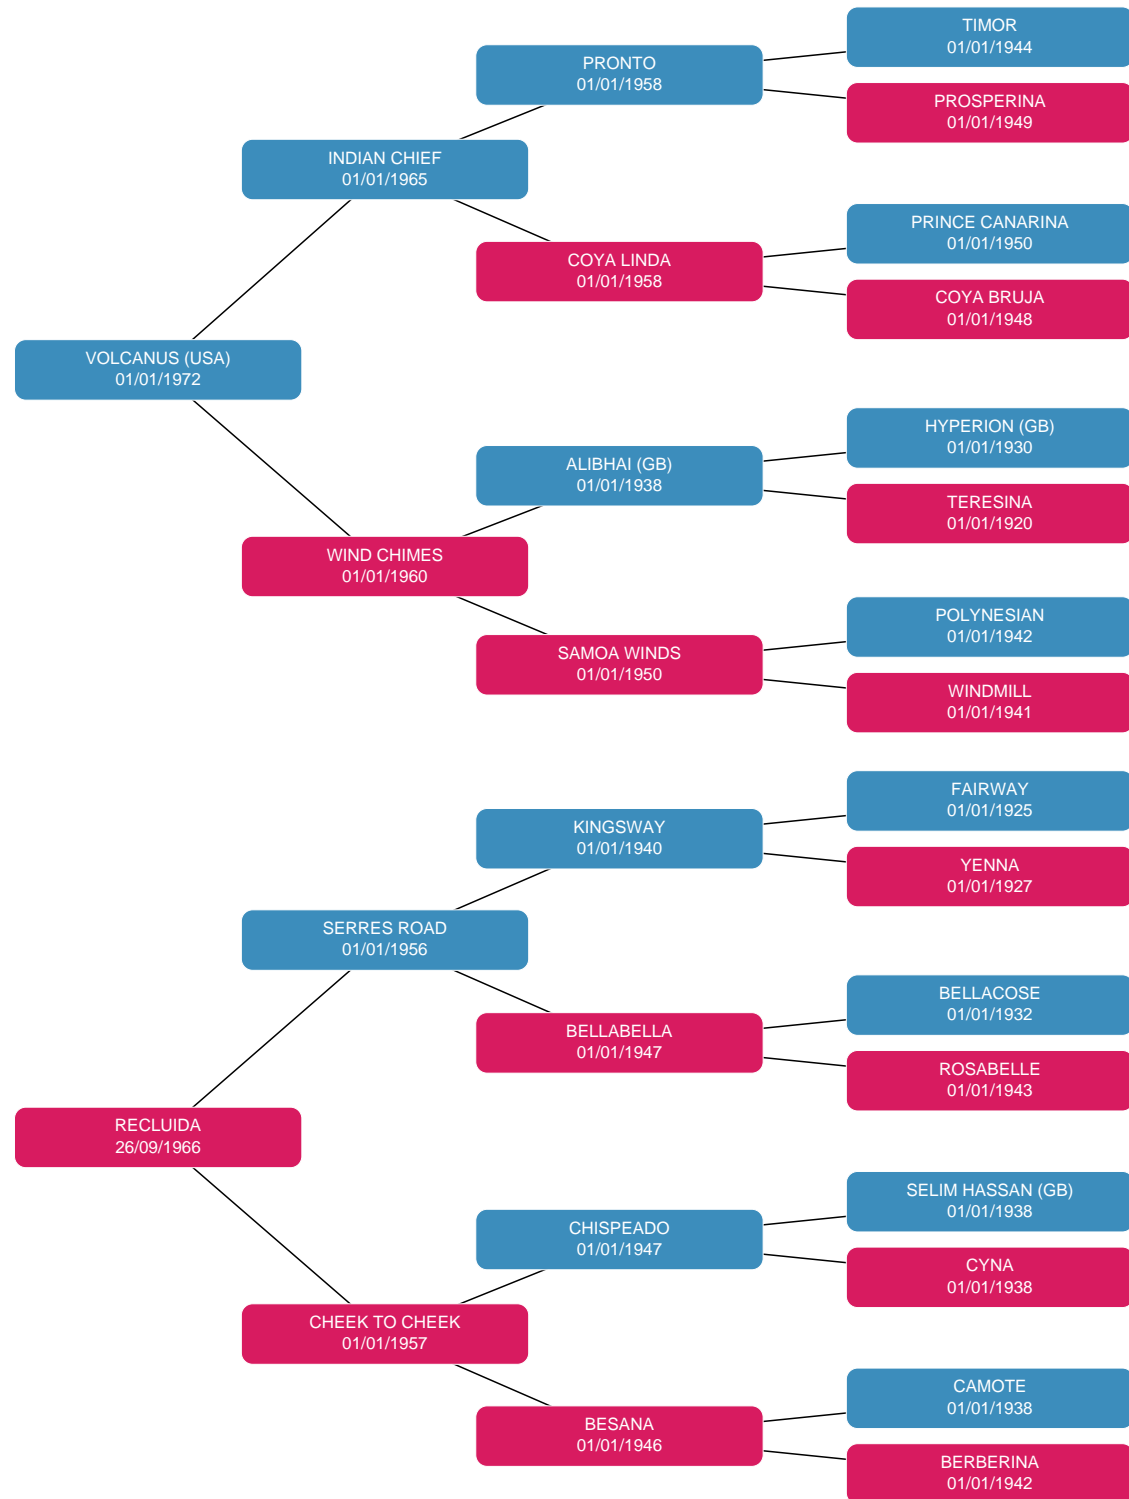 TIMOR
01/01/1944
PRONTO
01/01/1958
PROSPERINA
01/01/1949
INDIAN CHIEF
01/01/1965
PRINCE CANARINA
01/01/1950
COYA LINDA
01/01/1958
COYA BRUJA
01/01/1948
VOLCANUS (USA)
01/01/1972
HYPERION (GB)
01/01/1930
ALIBHAI (GB)
01/01/1938
TERESINA
01/01/1920
WIND CHIMES
01/01/1960
POLYNESIAN
01/01/1942
SAMOA WINDS
01/01/1950
WINDMILL
01/01/1941
FAIRWAY
01/01/1925
KINGSWAY
01/01/1940
YENNA
01/01/1927
SERRES ROAD
01/01/1956
BELLACOSE
01/01/1932
BELLABELLA
01/01/1947
ROSABELLE
01/01/1943
RECLUIDA
26/09/1966
SELIM HASSAN (GB)
01/01/1938
CHISPEADO
01/01/1947
CYNA
01/01/1938
CHEEK TO CHEEK
01/01/1957
CAMOTE
01/01/1938
BESANA
01/01/1946
BERBERINA
01/01/1942